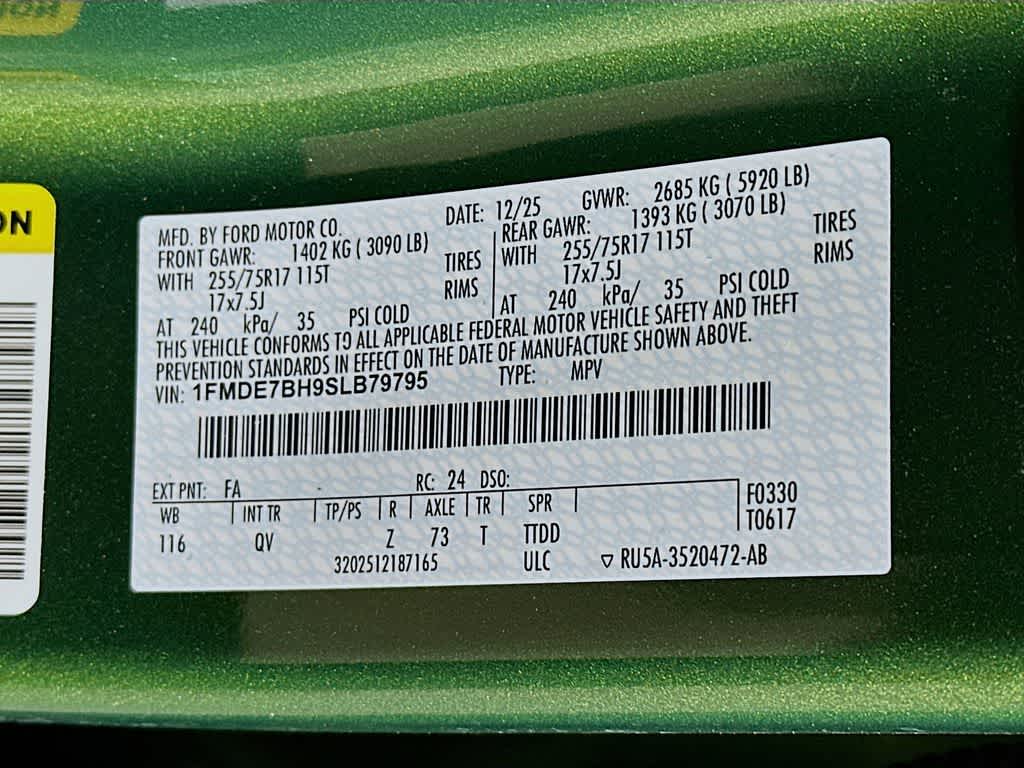 ON
MFD. BY FORD MOTOR CO. DATE: 12/25 GVWR: 2685 KG ( 5920 LB)
FRONT GAWR: 1402 KG ( 3090 LB) REAR GAWR: 1393 KG ( 3070 LB)
WITH 255/75R17 115T TIRES WITH 255/75R17 115T TIRES
17x7.5J RIMS 17x7.5J RIMS
AT 240 kPa/ 35 PSI COLD AT 240 kPa/ 35 PSI COLD
THIS VEHICLE CONFORMS TO ALL APPLICABLE FEDERAL MOTOR VEHICLE SAFETY AND THEFT
PREVENTION STANDARDS IN EFFECT ON THE DATE OF MANUFACTURE SHOWN ABOVE.
VIN: 1FMDE7BH9SLB79795 TYPE: MPV
EXT PNT: FA RC: 24 DSO: F0330
WB INT TR TP/PS R AXLE TR SPR T0617
116 QV Z 73 T TTDD
3202512187165 ULC ▽ RU5A-3520472-AB